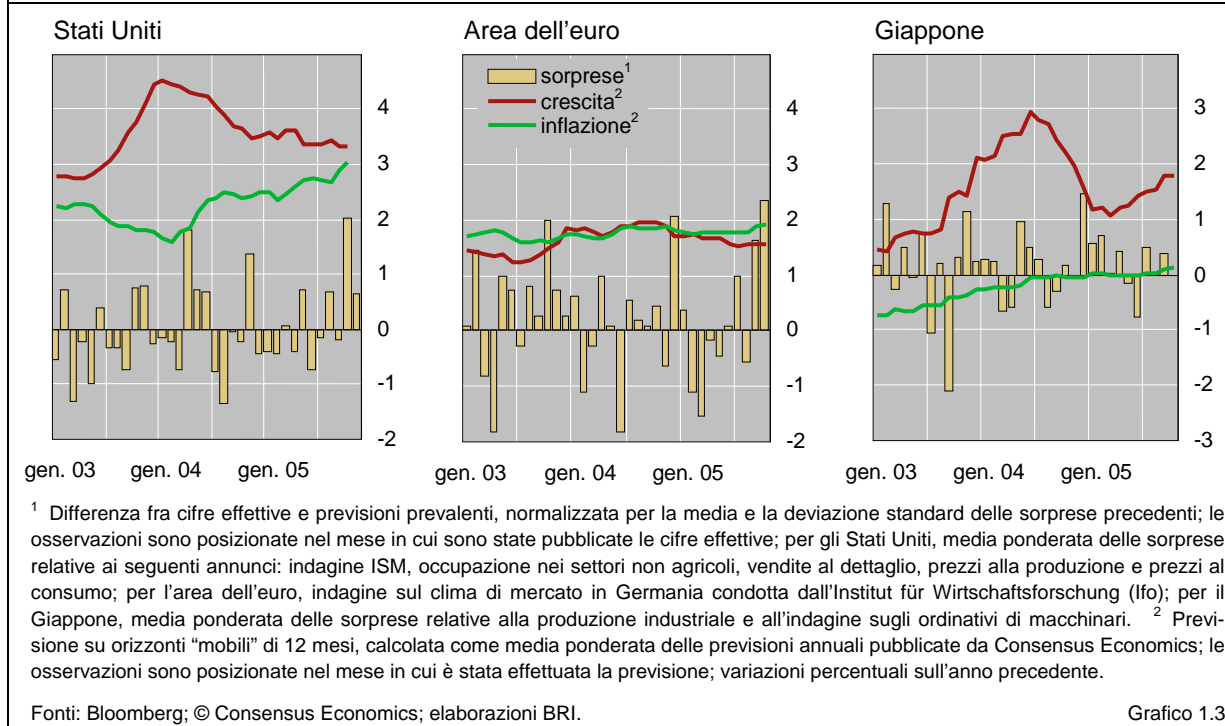 Stati Uniti
Area dell'euro
Giappone
sorprese1
crescita2
inflazione2
4
3
2
1
0
-1
-2
4
3
2
1
0
-1
-2
3
2
1
0
-1
-2
-3
gen. 03 gen. 04 gen. 05
gen. 03 gen. 04 gen. 05
gen. 03 gen. 04 gen. 05
1 Differenza fra cifre effettive e previsioni prevalenti, normalizzata per la media e la deviazione standard delle sorprese precedenti; le
osservazioni sono posizionate nel mese in cui sono state pubblicate le cifre effettive; per gli Stati Uniti, media ponderata delle sorprese
relative ai seguenti annunci: indagine ISM, occupazione nei settori non agricoli, vendite al dettaglio, prezzi alla produzione e prezzi al
consumo; per l'area dell'euro, indagine sul clima di mercato in Germania condotta dall'Institut für Wirtschaftsforschung (Ifo); per il
Giappone, media ponderata delle sorprese relative alla produzione industriale e all'indagine sugli ordinativi di macchinari. 2 Previ-
sione su orizzonti “mobili” di 12 mesi, calcolata come media ponderata delle previsioni annuali pubblicate da Consensus Economics; le
osservazioni sono posizionate nel mese in cui è stata effettuata la previsione; variazioni percentuali sull'anno precedente.
Fonti: Bloomberg; © Consensus Economics; elaborazioni BRI. Grafico 1.3